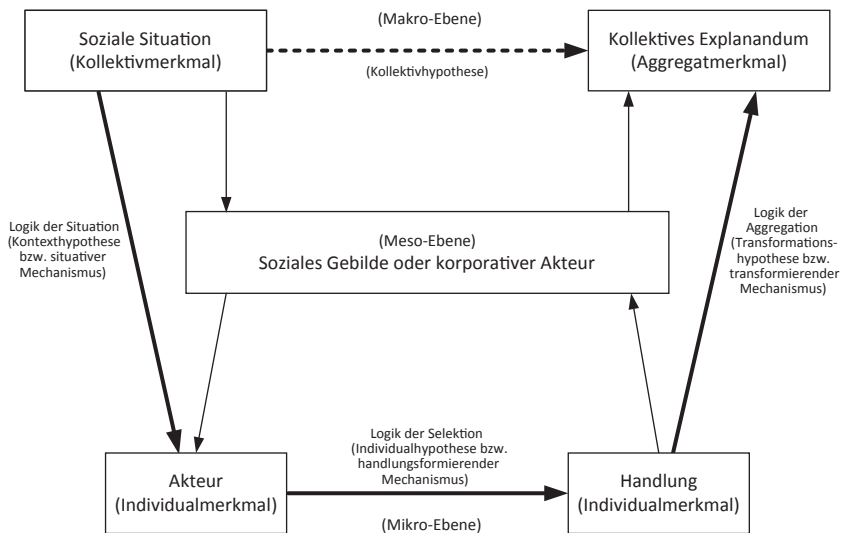 Soziale Situation
(Kollektivmerkmal)
(Makro-Ebene)
(Kollektivhypothese)
Kollektives Explanandum
(Aggregatmerkmal)
Logik der Situation
(Kontexthypothese
bzw. situativer
Mechanismus)
(Meso-Ebene)
Soziales Gebilde oder korporativer Akteur
Logik der
Aggregation
(Transformations-
hypothese bzw.
transformierender
Mechanismus)
Akteur
(Individualmerkmal)
Logik der Selektion
(Individualhypothese bzw.
handlungsformierender
Mechanismus)
(Mikro-Ebene)
Handlung
(Individualmerkmal)